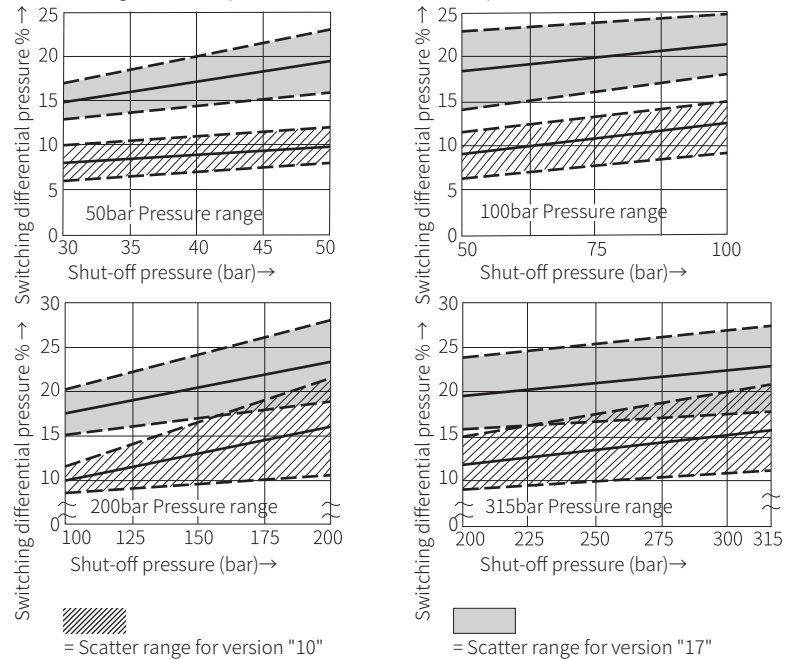 Switching differential pressure % →
25
20
15
10
5
0
50bar Pressure range
30 35 40 45 50
Shut-off pressure (bar)→
Switching differential pressure % →
25
20
15
10
5
0
100bar Pressure range
50 75 100
Shut-off pressure (bar)→
Switching differential pressure % →
30
25
20
15
10
0
200bar Pressure range
100 125 150 175 200
Shut-off pressure (bar)→
Switching differential pressure % →
30
25
20
15
10
0
315bar Pressure range
200 225 250 275 300 315
Shut-off pressure (bar)→
= Scatter range for version "10"
= Scatter range for version "17"